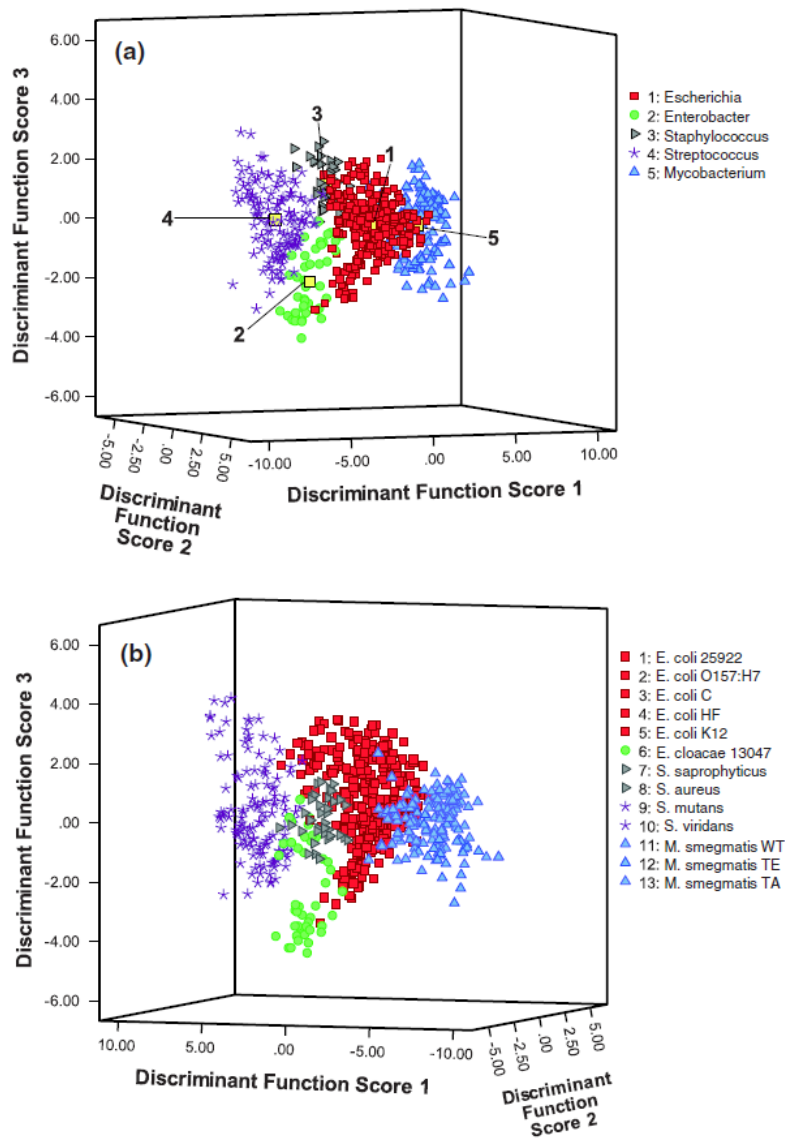 (a)
Discriminant Function Score 3
6.00
4.00
2.00
.00
-2.00
-4.00
-6.00
3
1
4
5
2
1: Escherichia
2: Enterobacter
3: Staphylococcus
4: Streptococcus
5: Mycobacterium
-5.00
-2.50
.00
2.50
5.00
Discriminant
Function
Score 2
-10.00
-5.00
.00
5.00
10.00
Discriminant Function Score 1
(b)
Discriminant Function Score 3
6.00
4.00
2.00
.00
-2.00
-4.00
-6.00
1: E. coli 25922
2: E. coli O157:H7
3: E. coli C
4: E. coli HF
5: E. coli K12
6: E. cloacae 13047
7: S. saprophyticus
8: S. aureus
9: S. mutans
10: S. viridans
11: M. smegmatis WT
12: M. smegmatis TE
13: M. smegmatis TA
10.00
5.00
.00
-5.00
-10.00
Discriminant Function Score 1
-5.00
-2.50
.00
2.50
5.00
Discriminant
Function
Score 2